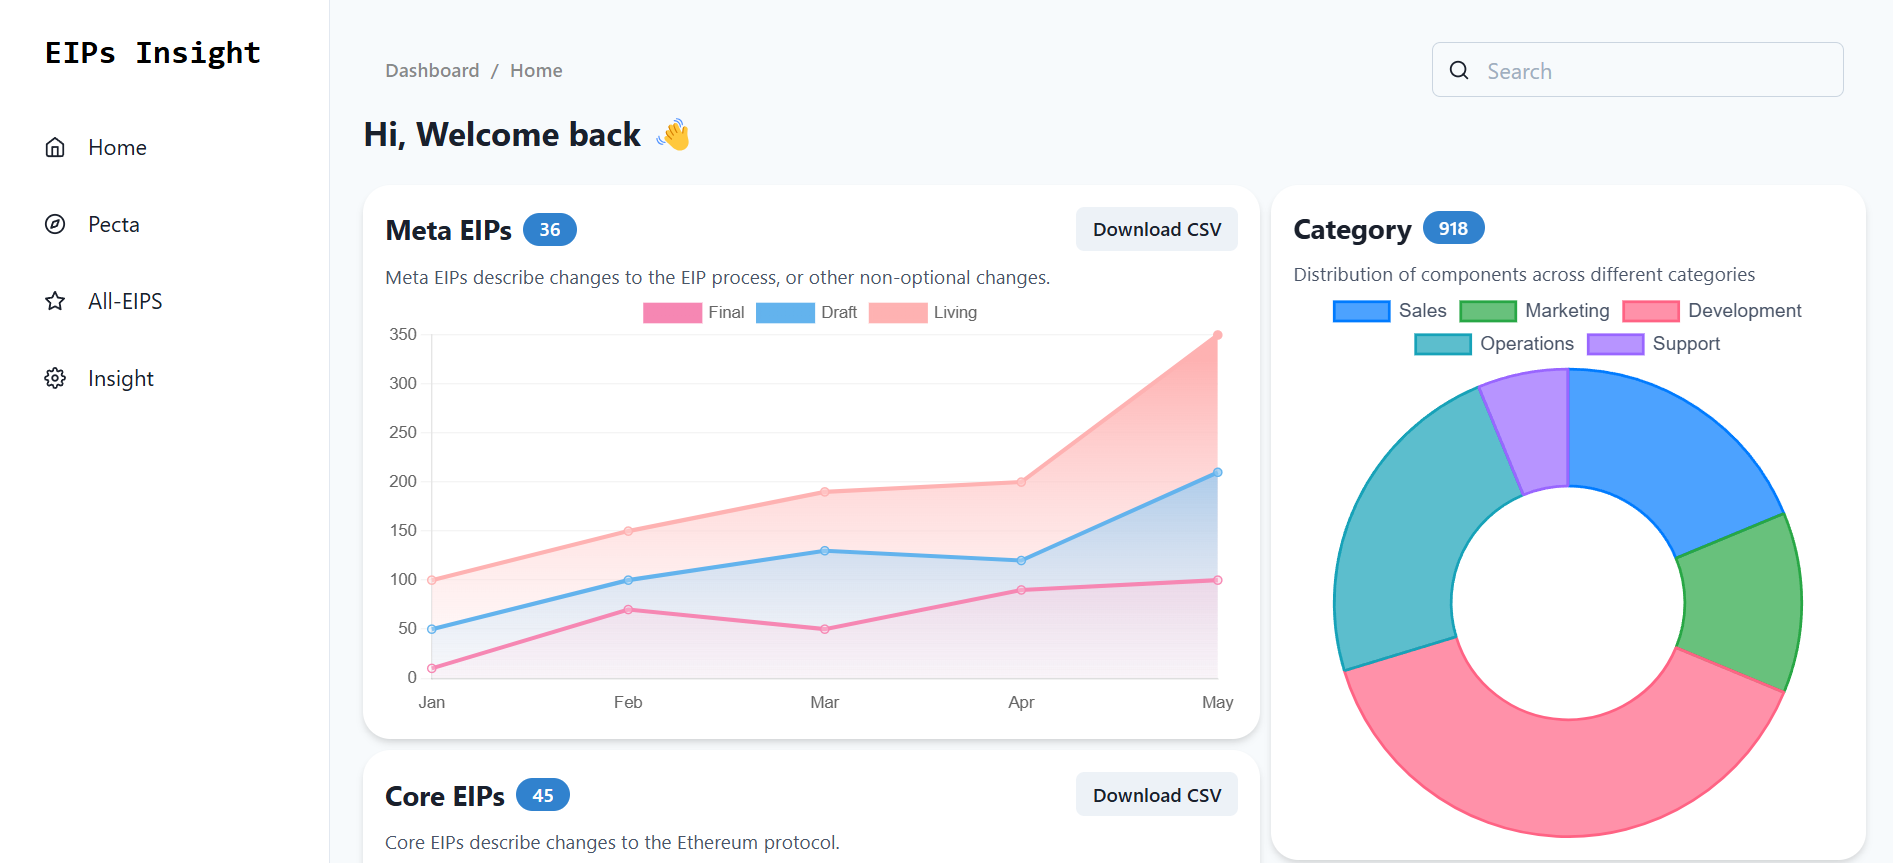 EIPs Insight
Home
Pecta
All-EIPS
Insight
Dashboard / Home
Search
Hi, Welcome back 👋
Meta EIPs 36
Download CSV
Meta EIPs describe changes to the EIP process, or other non-optional changes.
Final Draft Living
350
300
250
200
150
100
50
0
Jan Feb Mar Apr May
Core EIPs 45
Download CSV
Core EIPs describe changes to the Ethereum protocol.
Category 918
Distribution of components across different categories
Sales Marketing Development
Operations Support